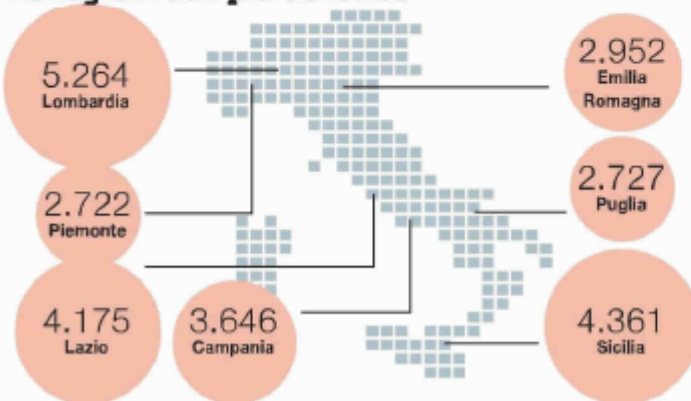 5.264
Lombardia
2.952
Emilia
Romagna
2.722
Piemonte
2.727
Puglia
4.175
Lazio
3.646
Campania
4.361
Sicilia